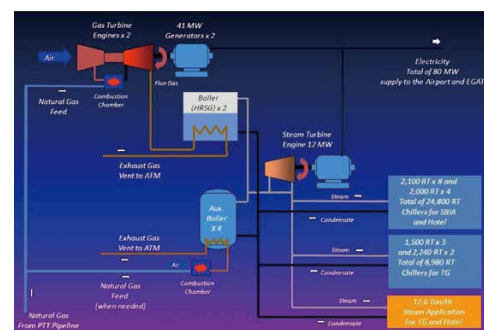 Gas Turbine
Engines x 2
41 MW
Generators x 2
Air
Flue Gas
Electricity
Total of 80 MW
supply to the Airport and EGAT
Natural Gas
Feed
Combustion
Chamber
Boiler
(HRSG) x 2
Steam Turbine
Engine 12 MW
Exhaust Gas
Vent to ATM
2,100 RT x 8 and
2,000 RT x 4
Total of 24,800 RT
Chillers for SBIA
and Hotel
Steam
Condensate
Aux.
Boiler
X 4
1,500 RT x 3
and 2,240 RT x 2
Total of 8,980 RT
Chillers for TG
Steam
Condensate
Exhaust Gas
Vent to ATM
Air
Natural Gas
Feed
(when needed)
Combustion
Chamber
Steam
17.6 Ton/Hr
Steam Application
For TG and Hotel
Natural Gas
From PTT Pipeline